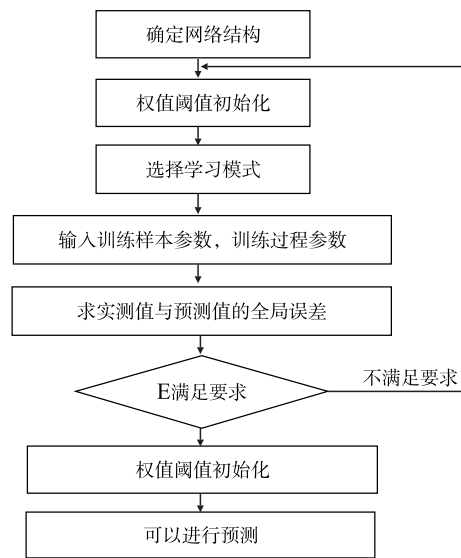 确定网络结构
权值阈值初始化
选择学习模式
输入训练样本参数，训练过程参数
求实测值与预测值的全局误差
E满足要求
不满足要求
权值阈值初始化
可以进行预测